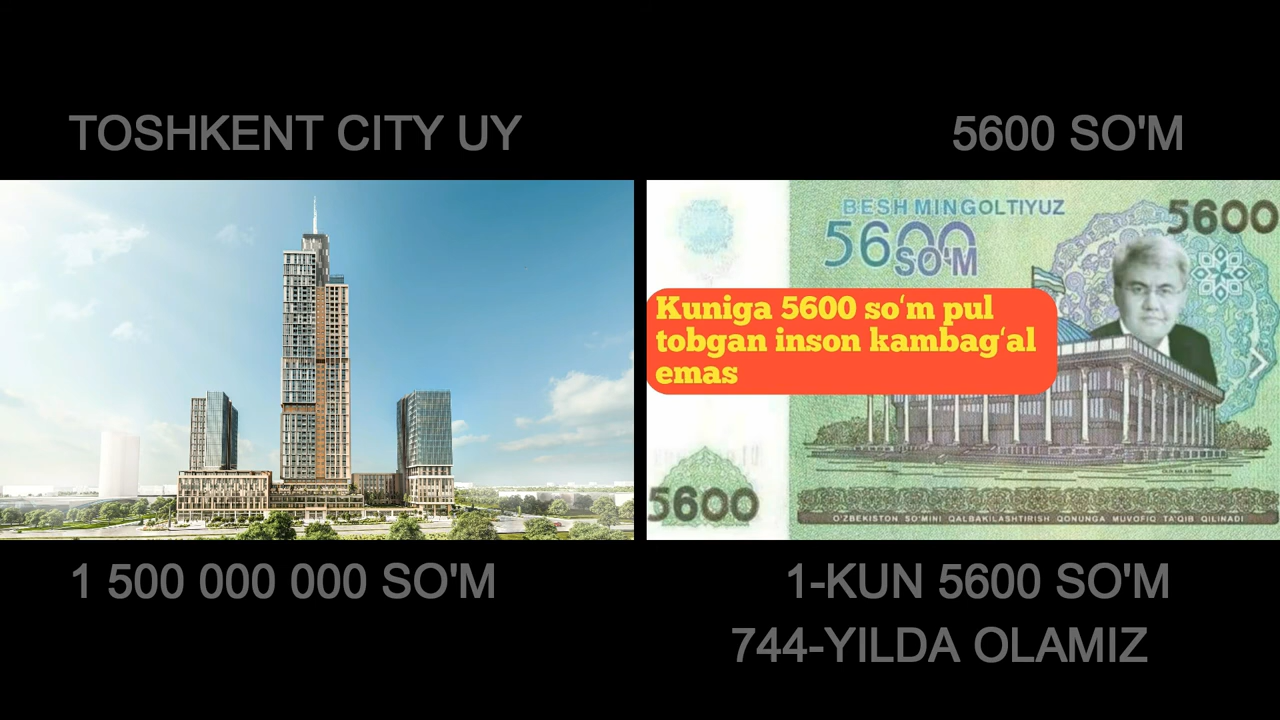 TOSHKENT CITY UY
5600 SO'M
BESH MING OLTI YUZ
5600
5600
SO'M
Kuniga 5600 so‘m pul
tobgan inson kambag‘al
emas
5600
O'ZBEKISTON SO'MINI QALBAKILASHTIRISH QONUNGA MUVOFIQ TA'QIB QILINADI
1 500 000 000 SO'M
1-KUN 5600 SO'M
744-YILDA OLAMIZ